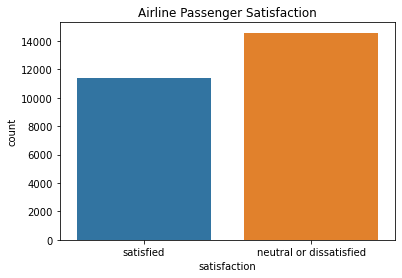 Airline Passenger Satisfaction
14000
12000
10000
8000
6000
4000
2000
0
count
satisfied neutral or dissatisfied
satisfaction